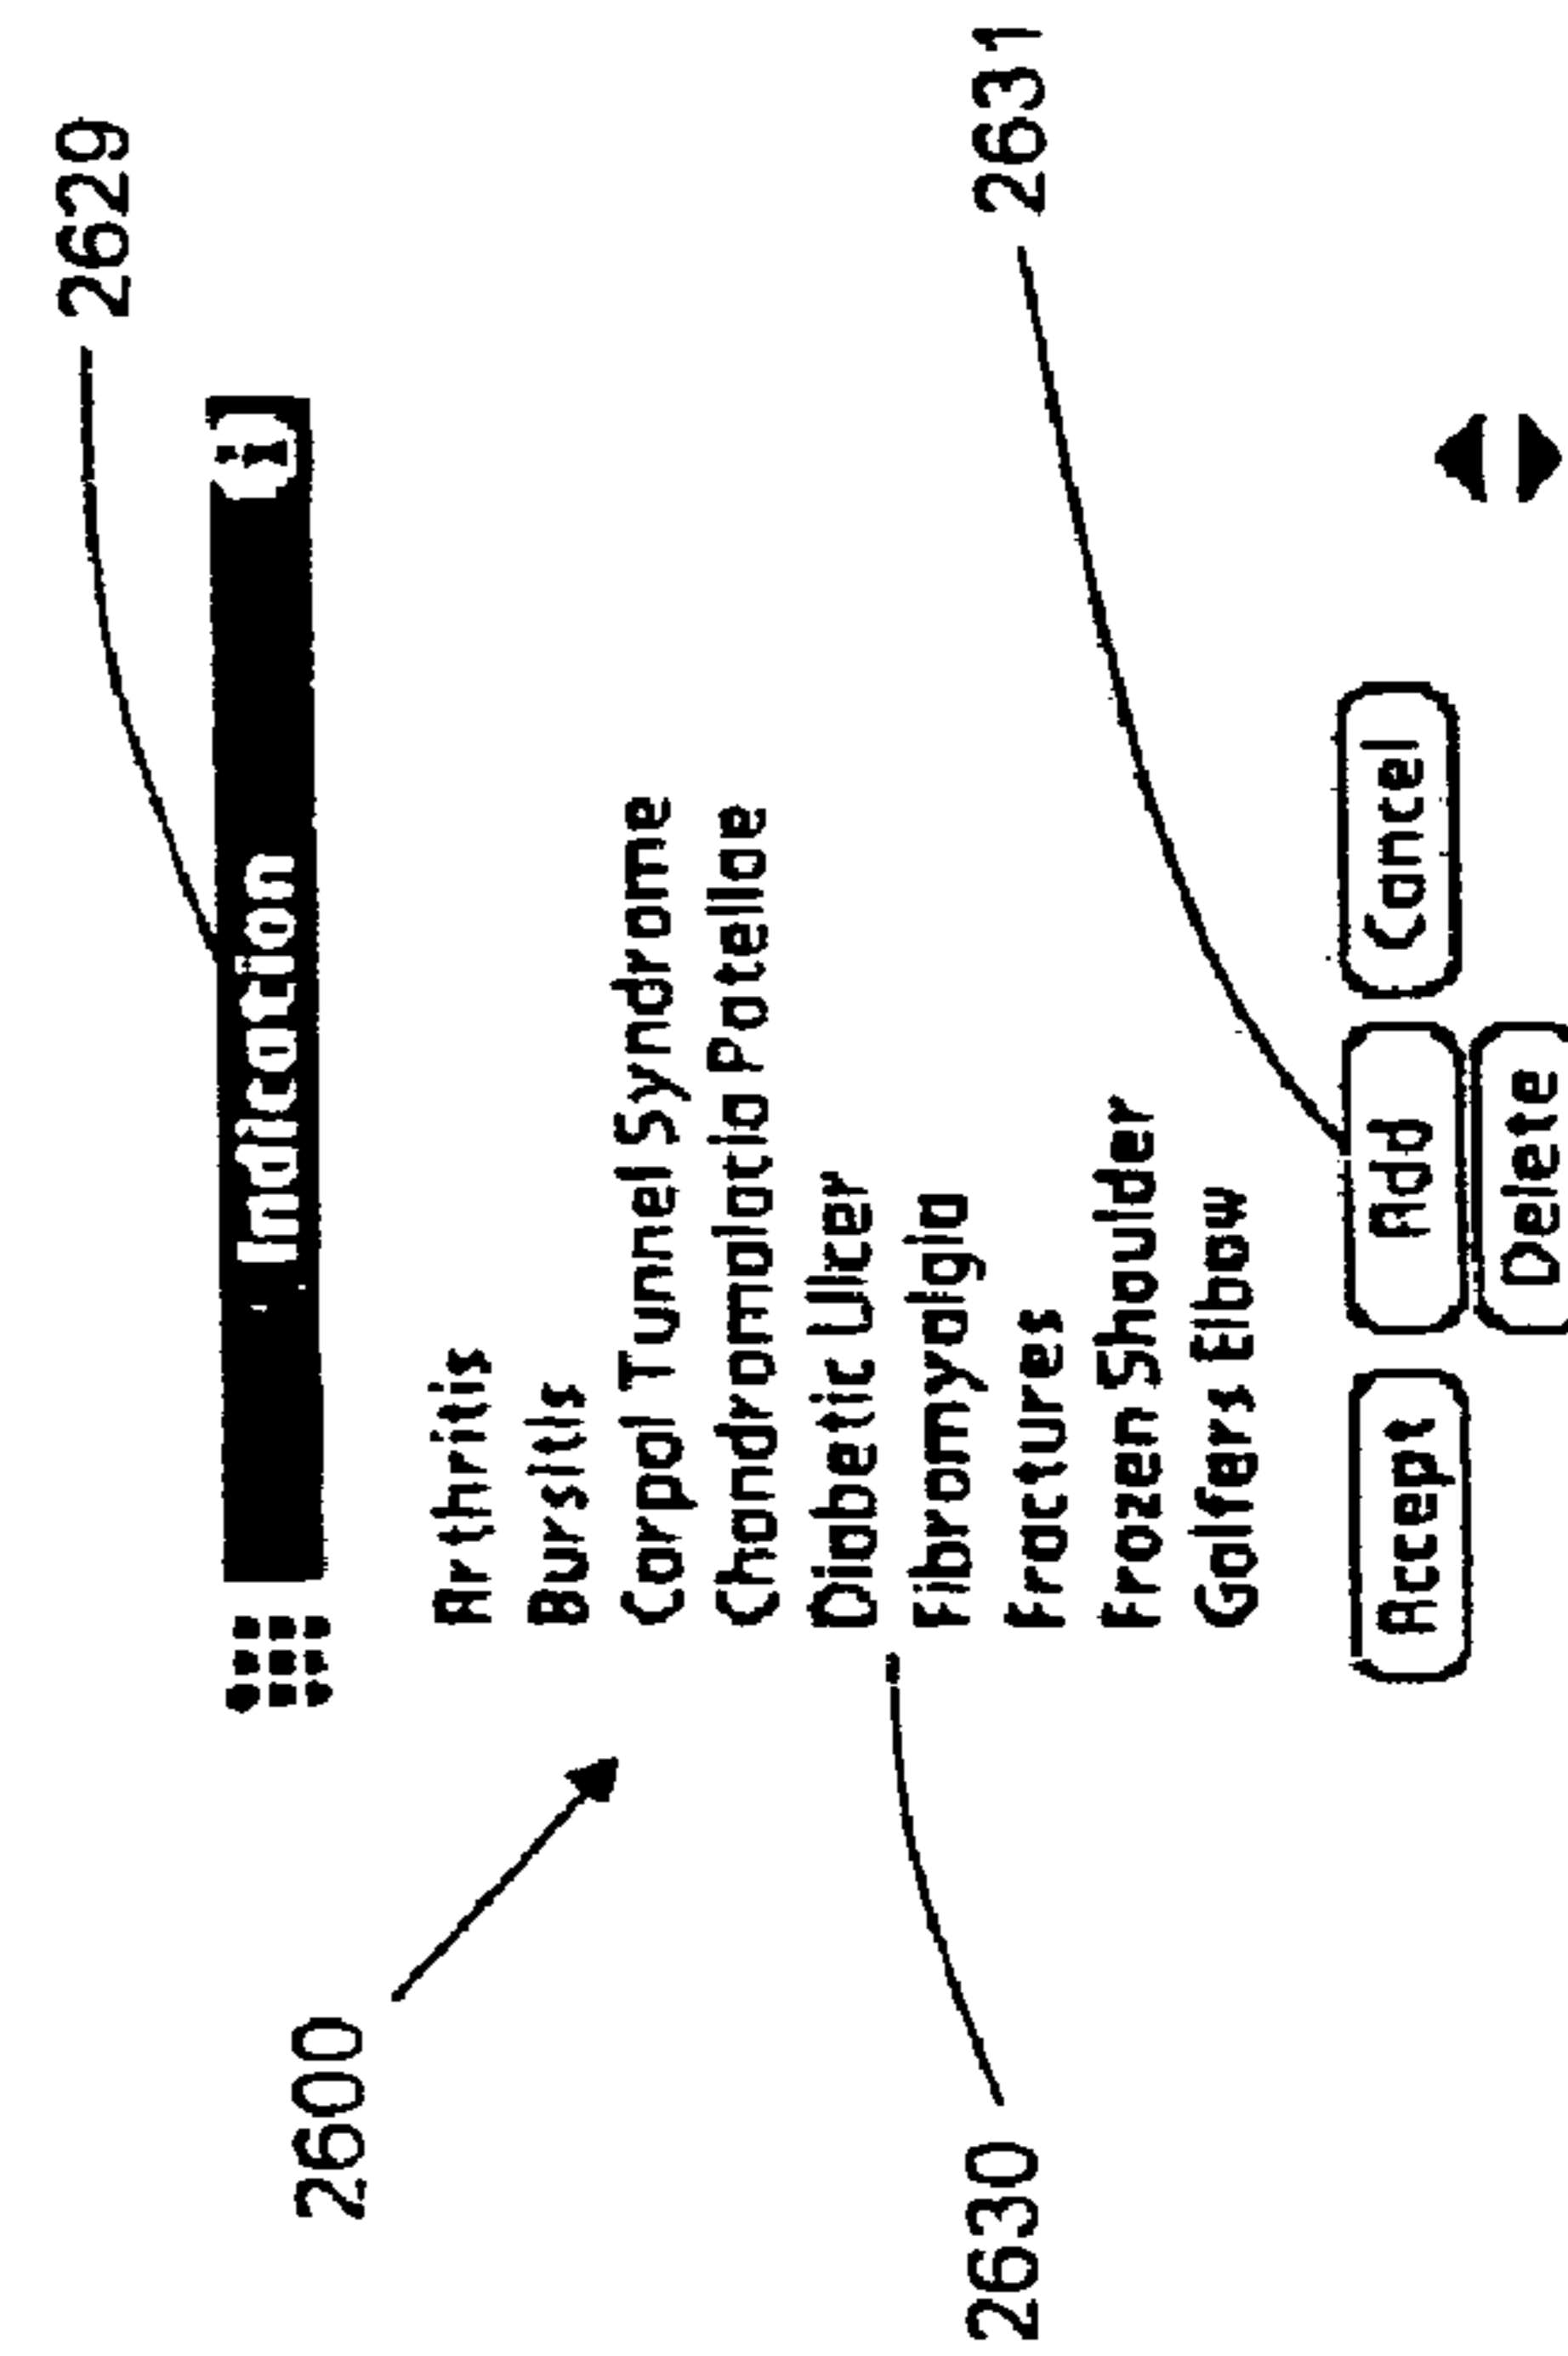 2629
Indication i
2600
Arthritis
Bursitis
Carpal Tunnel Syndrome
Chandromalacia Patellae
Diabetic Ulcer
Fibromyalgia
2630
2631
Fractures
Frozen Shoulder
Golfers Elbow
Accept Add Cancel
Delete